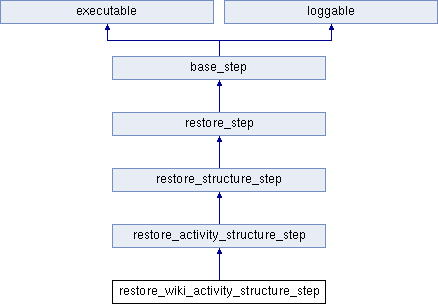 executable
loggable
base_step
restore_step
restore_structure_step
restore_activity_structure_step
restore_wiki_activity_structure_step